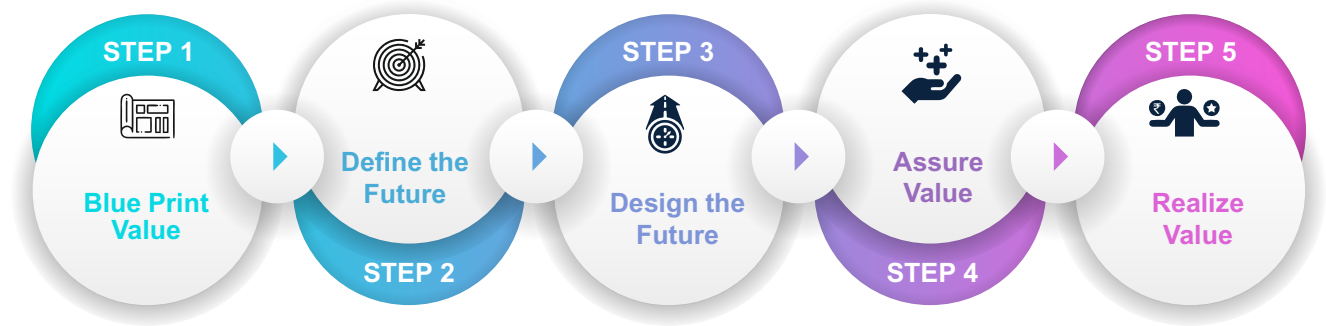 STEP 1
Blue Print
Value
Define the
Future
STEP 2
STEP 3
Design the
Future
Assure
Value
STEP 4
STEP 5
₹
Realize
Value